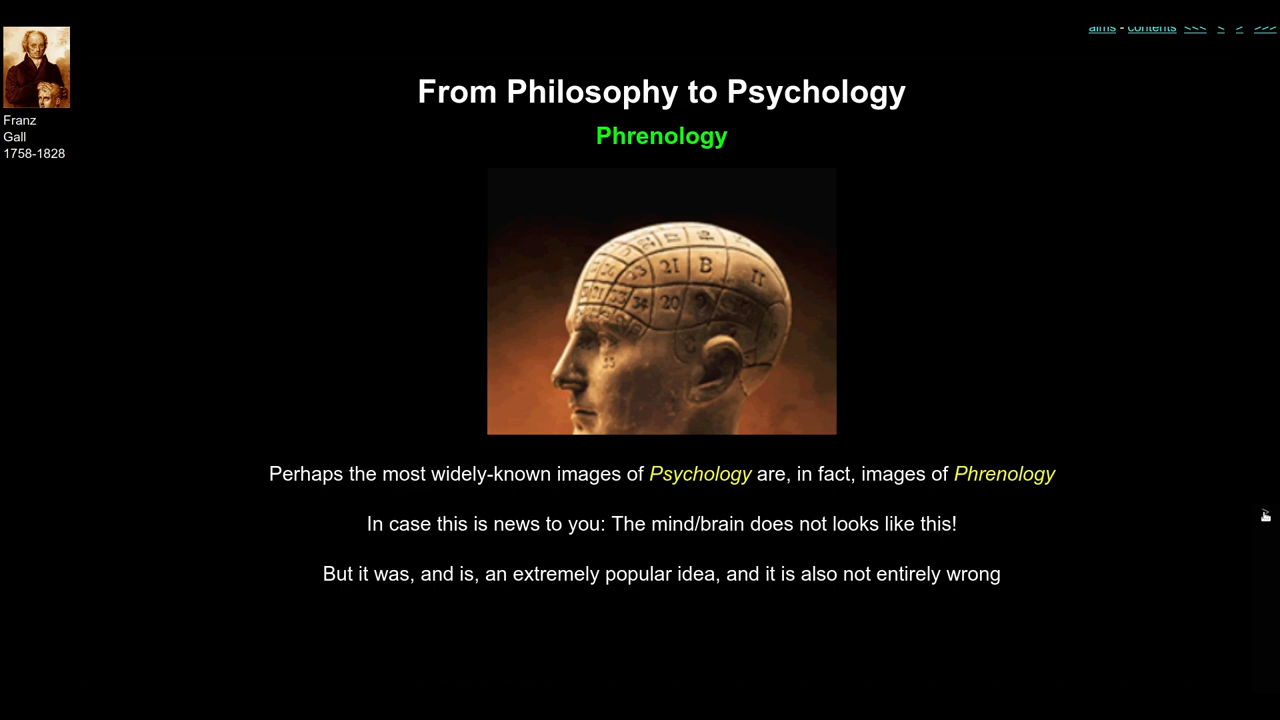 aims - contents <<< < > >>>
Franz
Gall
1758-1828
From Philosophy to Psychology
Phrenology
21 B II
23
34 20 9
Perhaps the most widely-known images of Psychology are, in fact, images of Phrenology
In case this is news to you: The mind/brain does not looks like this!
But it was, and is, an extremely popular idea, and it is also not entirely wrong